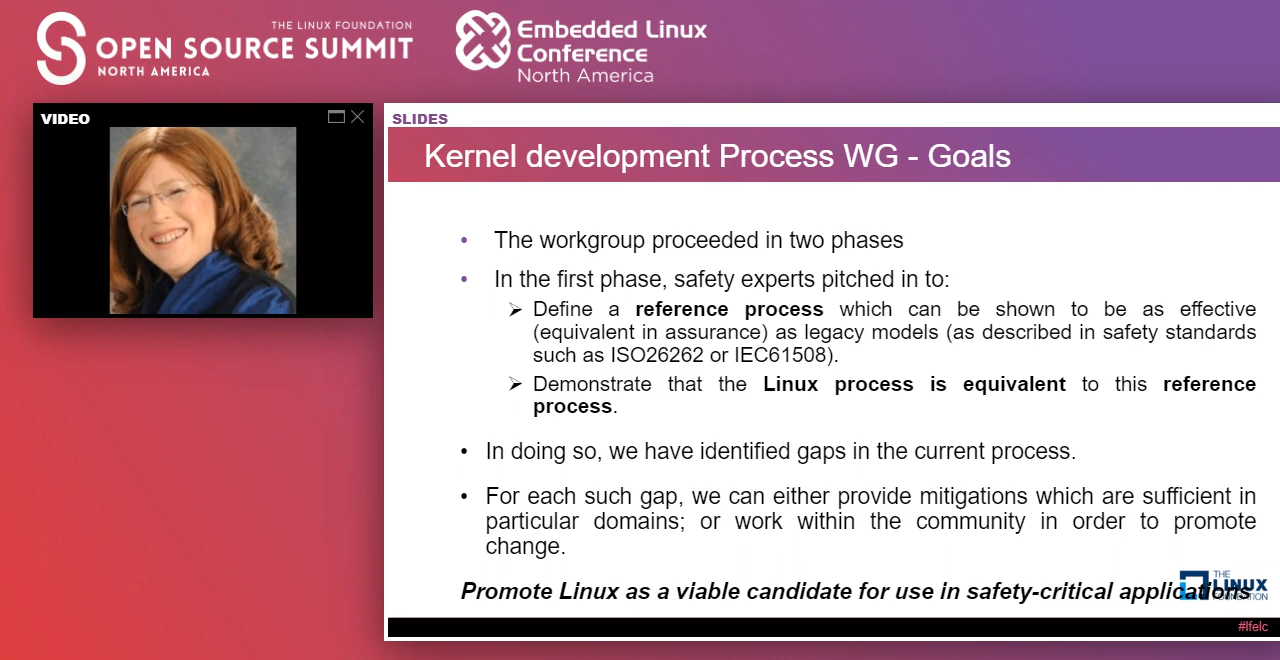 THE LINUX FOUNDATION
OPEN SOURCE SUMMIT
NORTH AMERICA
Embedded Linux
Conference
North America
VIDEO
SLIDES
Kernel development Process WG - Goals
• The workgroup proceeded in two phases
• In the first phase, safety experts pitched in to:
➢ Define a reference process which can be shown to be as effective
(equivalent in assurance) as legacy models (as described in safety standards
such as ISO26262 or IEC61508).
➢ Demonstrate that the Linux process is equivalent to this reference
process.
• In doing so, we have identified gaps in the current process.
• For each such gap, we can either provide mitigations which are sufficient in
particular domains; or work within the community in order to promote
change.
Promote Linux as a viable candidate for use in safety-critical applications
THE
LINUX
FOUNDATION
#lfelc